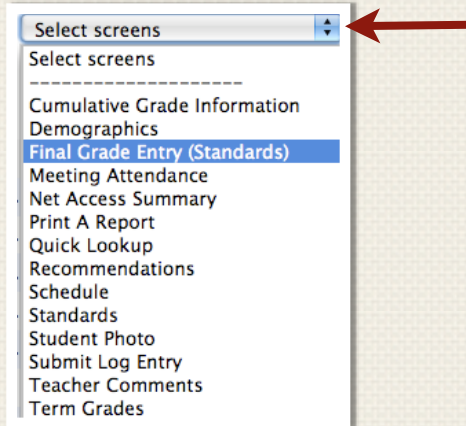 Select screens
Select screens
---------------------
Cumulative Grade Information
Demographics
Final Grade Entry (Standards)
Meeting Attendance
Net Access Summary
Print A Report
Quick Lookup
Recommendations
Schedule
Standards
Student Photo
Submit Log Entry
Teacher Comments
Term Grades